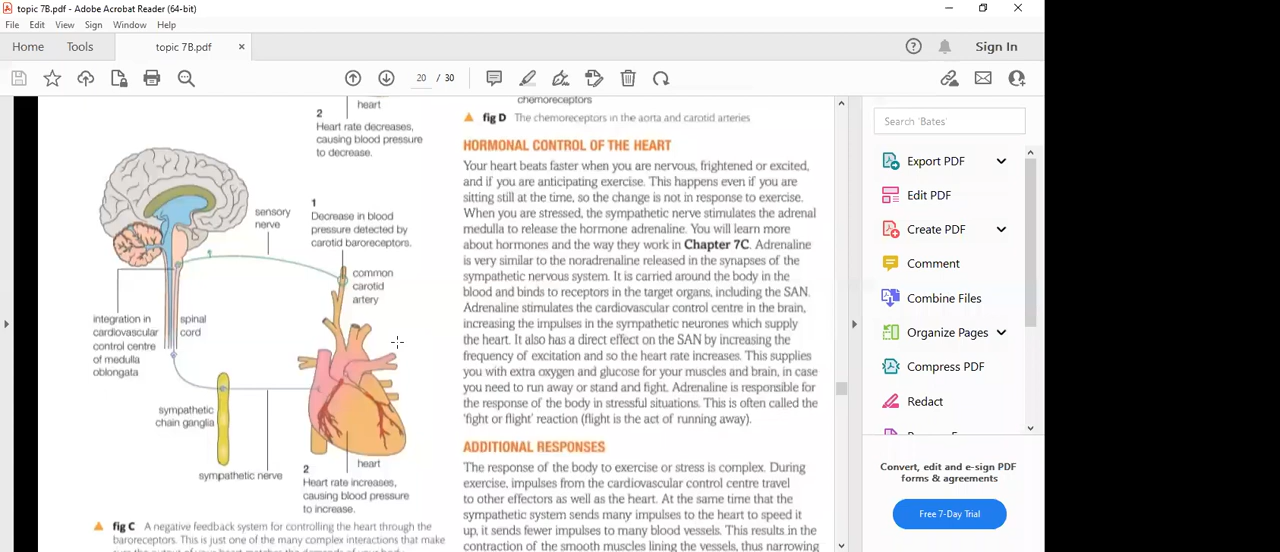 topic 7B.pdf - Adobe Acrobat Reader (64-bit)
File Edit View Sign Window Help
Home Tools topic 7B.pdf × Sign In
20 / 30
heart
2
Heart rate decreases,
causing blood pressure
to decrease.
sensory
nerve
1
Decrease in blood
pressure detected by
carotid baroreceptors.
common
carotid
artery
integration in
cardiovascular
control centre
of medulla
oblongata
spinal
cord
sympathetic
chain ganglia
sympathetic nerve
heart
2
Heart rate increases,
causing blood pressure
to increase.
fig C A negative feedback system for controlling the heart through the
baroreceptors. This is just one of the many complex interactions that make
chemoreceptors
fig D The chemoreceptors in the aorta and carotid arteries
HORMONAL CONTROL OF THE HEART
Your heart beats faster when you are nervous, frightened or excited,
and if you are anticipating exercise. This happens even if you are
sitting still at the time, so the change is not in response to exercise.
When you are stressed, the sympathetic nerve stimulates the adrenal
medulla to release the hormone adrenaline. You will learn more
about hormones and the way they work in Chapter 7C. Adrenaline
is very similar to the noradrenaline released in the synapses of the
sympathetic nervous system. It is carried around the body in the
blood and binds to receptors in the target organs, including the SAN.
Adrenaline stimulates the cardiovascular control centre in the brain,
increasing the impulses in the sympathetic neurones which supply
the heart. It also has a direct effect on the SAN by increasing the
frequency of excitation and so the heart rate increases. This supplies
you with extra oxygen and glucose for your muscles and brain, in case
you need to run away or stand and fight. Adrenaline is responsible for
the response of the body in stressful situations. This is often called the
'fight or flight' reaction (flight is the act of running away).
ADDITIONAL RESPONSES
The response of the body to exercise or stress is complex. During
exercise, impulses from the cardiovascular control centre travel
to other effectors as well as the heart. At the same time that the
sympathetic system sends many impulses to the heart to speed it
up, it sends fewer impulses to many blood vessels. This results in the
contraction of the smooth muscles lining the vessels, thus narrowing
Search 'Bates'
Export PDF
Edit PDF
Create PDF
Comment
Combine Files
Organize Pages
Compress PDF
Redact
Convert, edit and e-sign PDF
forms & agreements
Free 7-Day Trial